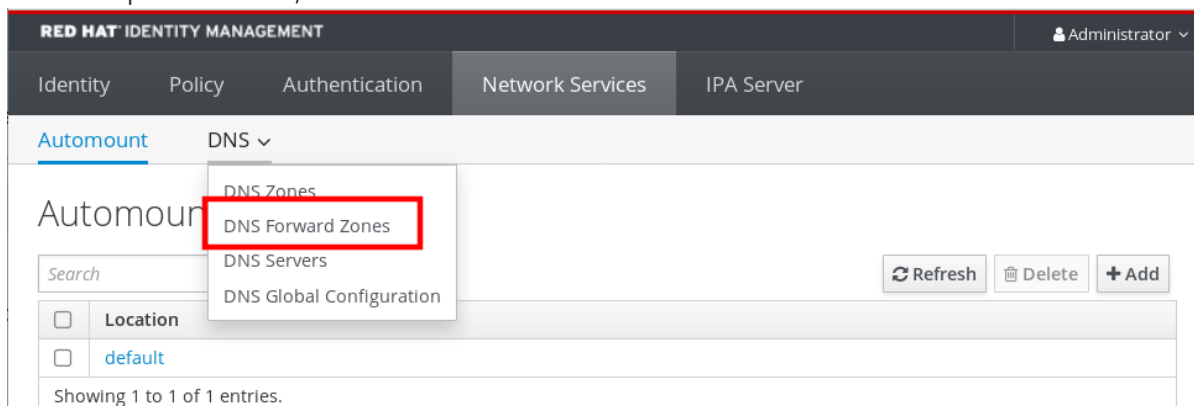 RED HAT IDENTITY MANAGEMENT Administrator
Identity Policy Authentication Network Services IPA Server
Automount DNS
DNS Zones
Automoun
DNS Forward Zones
Search DNS Servers Refresh Delete Add
DNS Global Configuration
Location
default
Showing 1 to 1 of 1 entries.